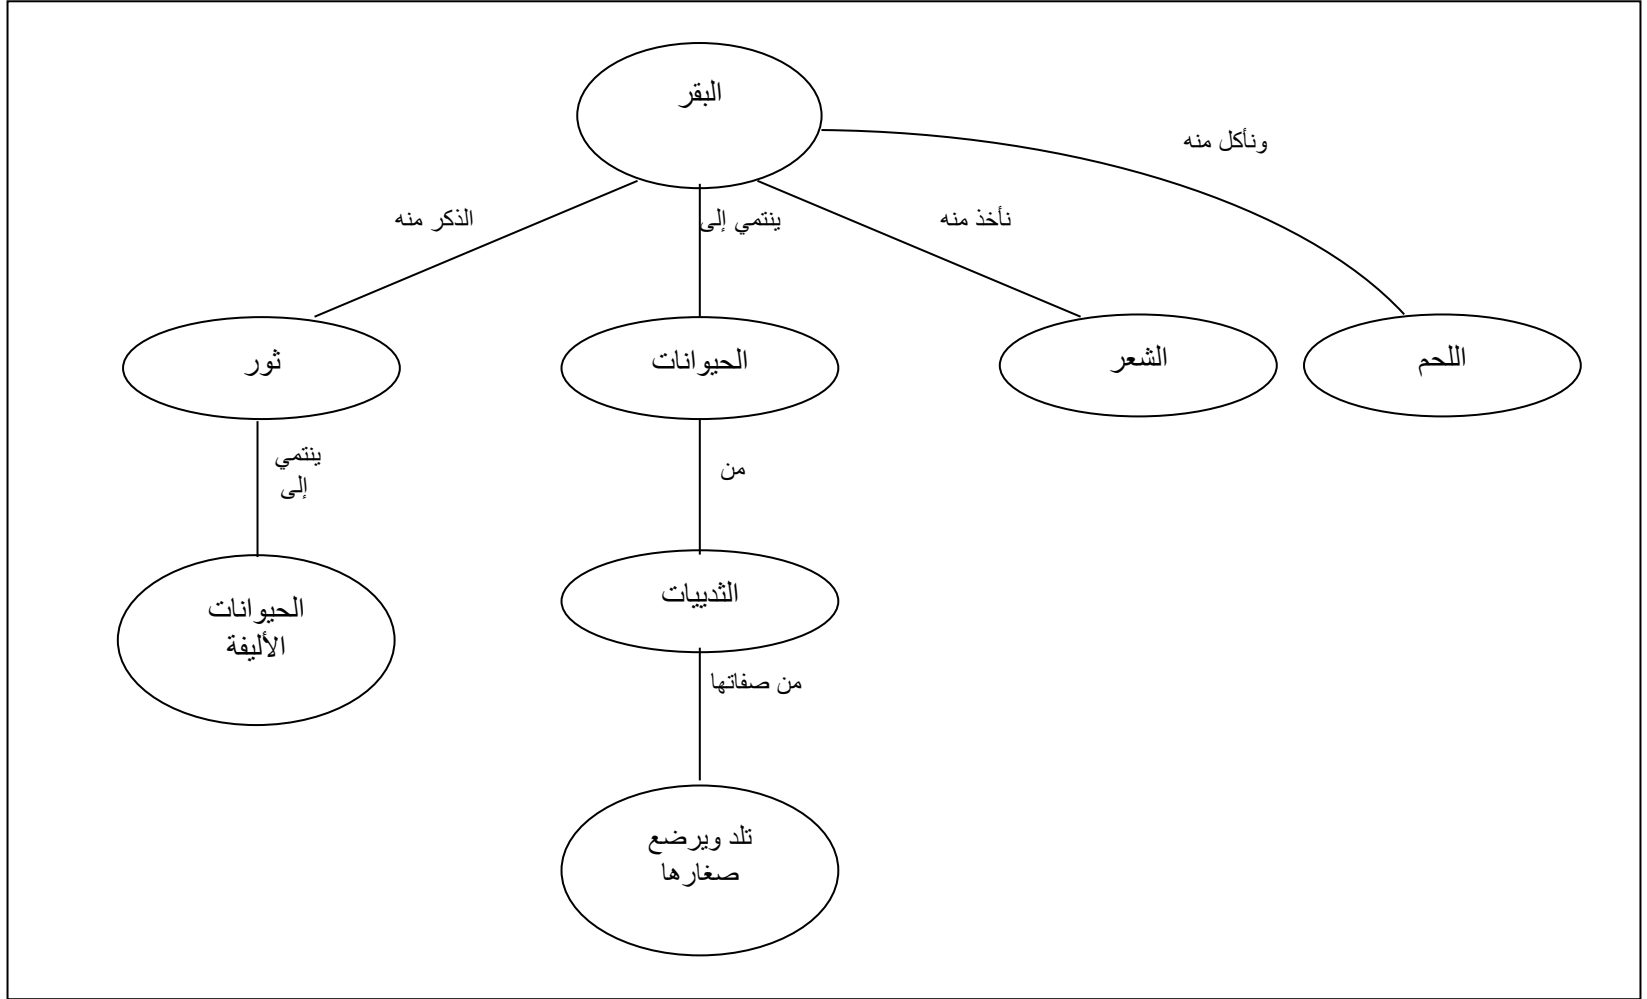 البقر
ونأكل منه
نأخذ منه
ينتمي إلى
الذكر منه
اللحم
الشعر
الحيوانات
ثور
ينتمي
إلى
من
الثدييات
الحيوانات
الأليفة
من صفاتها
تلد ويرضع
صغارها